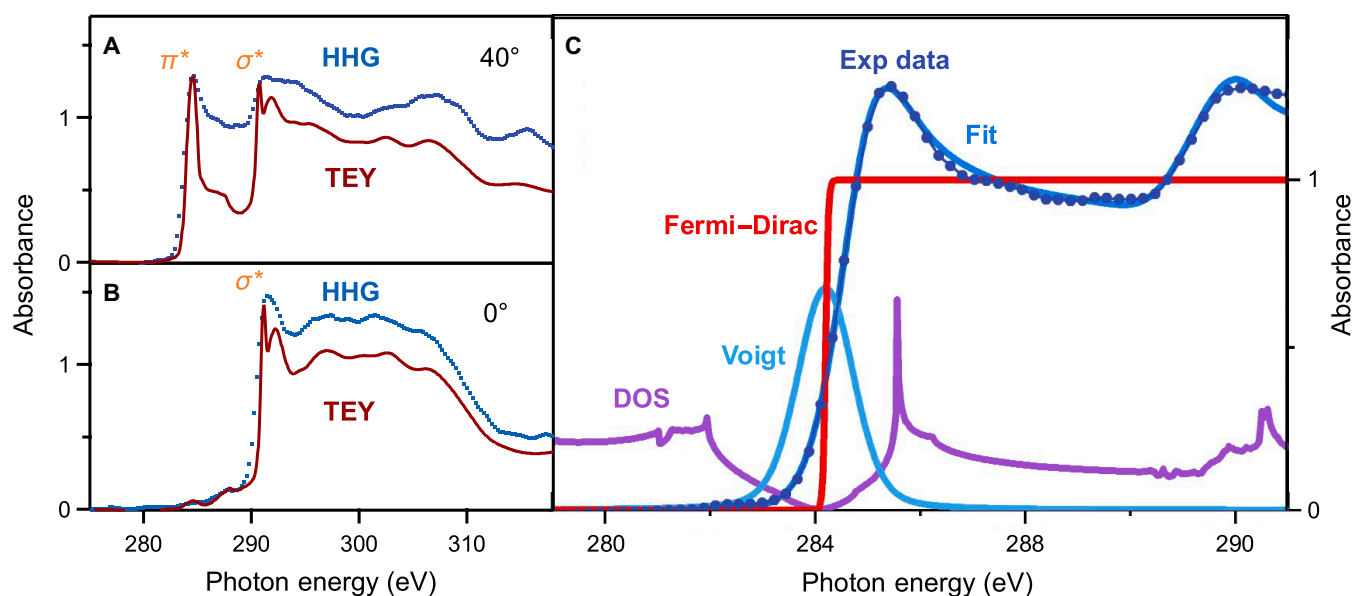 A
π*
σ*
HHG
40°
TEY
1
0
B
σ*
HHG
0°
TEY
1
0
Absorbance
280
290
300
310
Photon energy (eV)
C
Exp data
Fit
Fermi–Dirac
Voigt
DOS
1
0
Absorbance
280
284
288
290
Photon energy (eV)